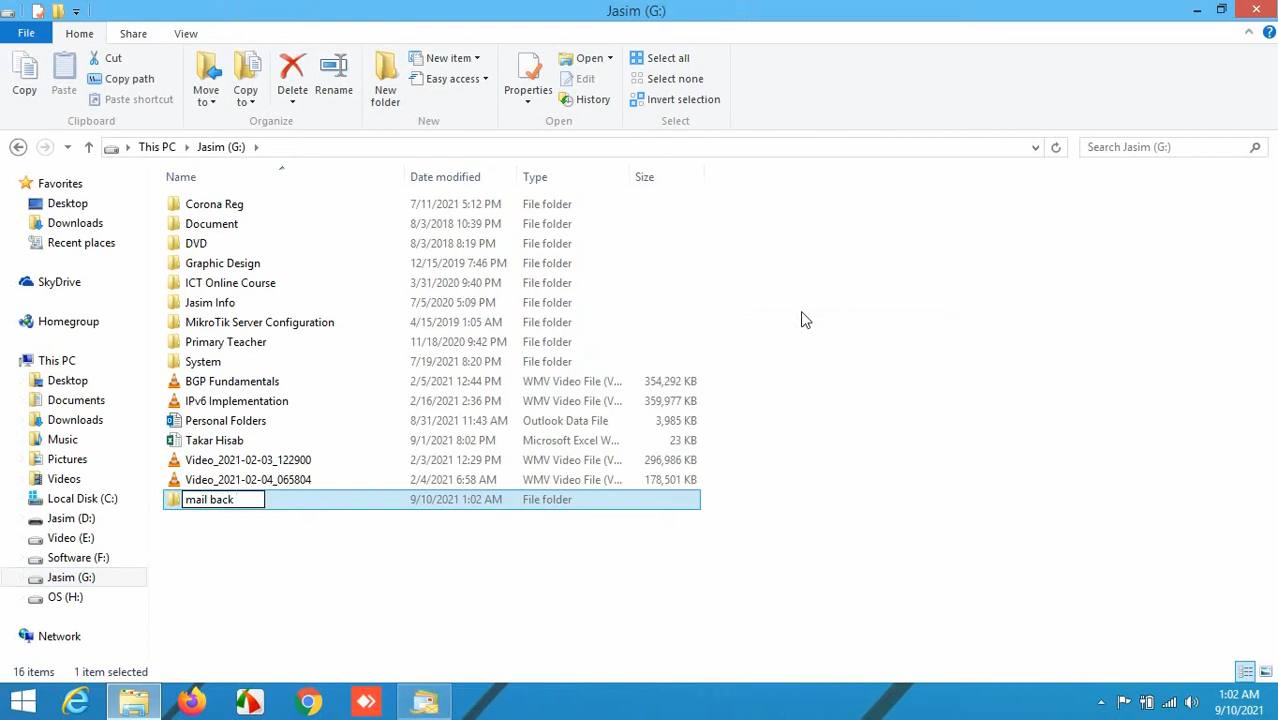 Jasim (G:)
File Home Share View
Copy
Paste
Cut
Copy path
Paste shortcut
Clipboard
Move to
Copy to
Delete
Rename
Organize
New folder
New item
Easy access
New
Properties
Open
Edit
History
Open
Select all
Select none
Invert selection
Select
This PC Jasim (G:)
Search Jasim (G:)
Favorites
Desktop
Downloads
Recent places
SkyDrive
Homegroup
This PC
Desktop
Documents
Downloads
Music
Pictures
Videos
Local Disk (C:)
Jasim (D:)
Video (E:)
Software (F:)
Jasim (G:)
OS (H:)
Network
Name Date modified Type Size
Corona Reg 7/11/2021 5:12 PM File folder
Document 8/3/2018 10:39 PM File folder
DVD 8/3/2018 8:19 PM File folder
Graphic Design 12/15/2019 7:46 PM File folder
ICT Online Course 3/31/2020 9:40 PM File folder
Jasim Info 7/5/2020 5:09 PM File folder
MikroTik Server Configuration 4/15/2019 1:05 AM File folder
Primary Teacher 11/18/2020 9:42 PM File folder
System 7/19/2021 8:20 PM File folder
BGP Fundamentals 2/5/2021 12:44 PM WMV Video File (V... 354,292 KB
IPv6 Implementation 2/16/2021 2:36 PM WMV Video File (V... 359,977 KB
Personal Folders 8/31/2021 11:43 AM Outlook Data File 3,985 KB
Takar Hisab 9/1/2021 8:02 PM Microsoft Excel W... 23 KB
Video_2021-02-03_122900 2/3/2021 12:29 PM WMV Video File (V... 296,986 KB
Video_2021-02-04_065804 2/4/2021 6:58 AM WMV Video File (V... 178,501 KB
mail back 9/10/2021 1:02 AM File folder
16 items 1 item selected
1:02 AM
9/10/2021